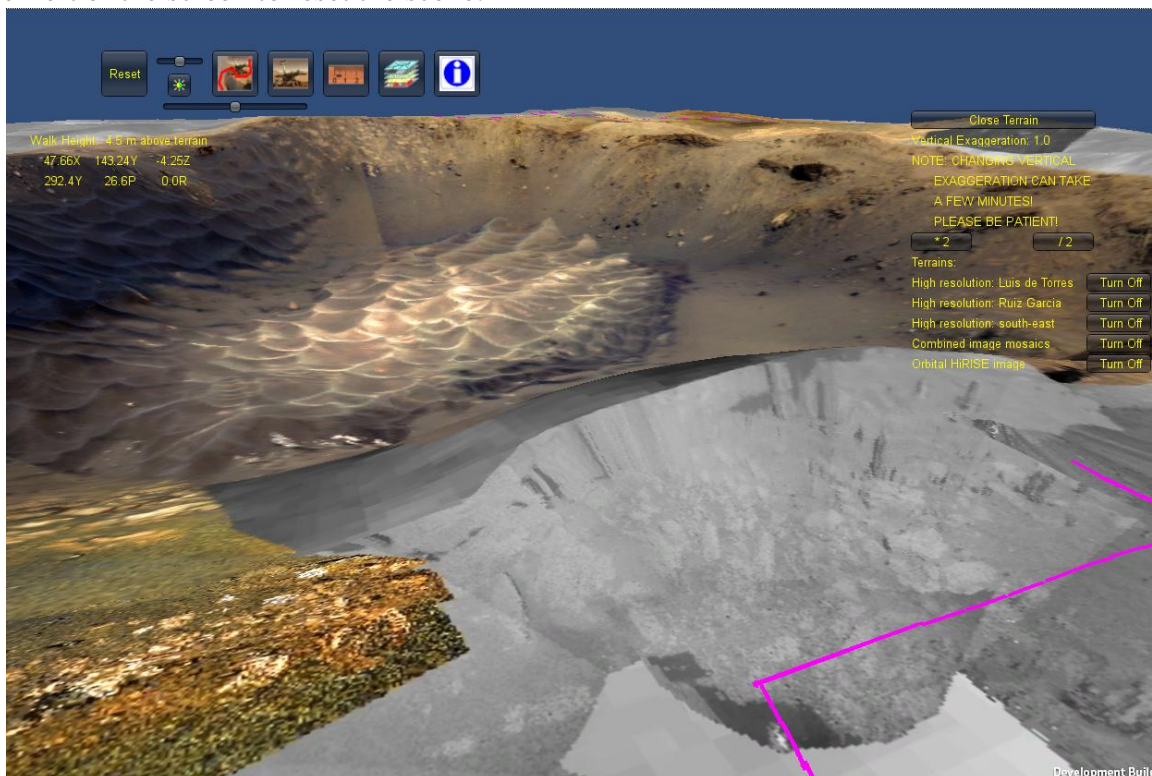 Reset
Walk Height 4.5 m above terrain
47.66X 143.24Y -4.25Z
292.4Y 26.6P 0.0R
Close Terrain
Vertical Exaggeration: 1.0
NOTE: CHANGING VERTICAL
EXAGGERATION CAN TAKE
A FEW MINUTES!
PLEASE BE PATIENT!
* 2 / 2
Terrains:
High resolution: Luis de Torres Turn Off
High resolution: Ruiz Garcia Turn Off
High resolution: south-east Turn Off
Combined image mosaics Turn Off
Orbital HiRISE image Turn Off
Development Build